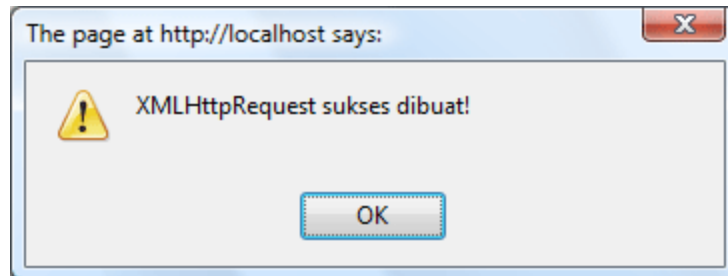 The page at http://localhost says:
XMLHttpRequest sukses dibuat!
OK